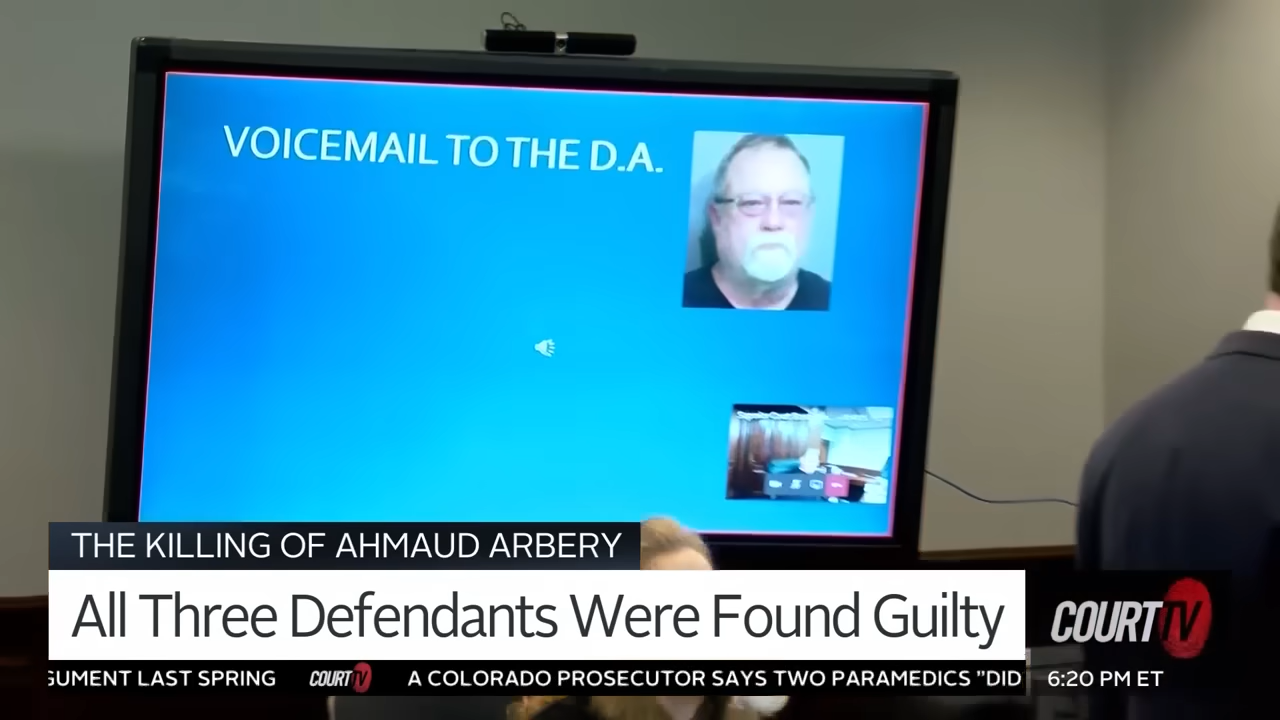 VOICEMAIL TO THE D.A.
THE KILLING OF AHMAUD ARBERY
All Three Defendants Were Found Guilty
COURT TV
GUMENT LAST SPRING COURT TV A COLORADO PROSECUTOR SAYS TWO PARAMEDICS "DID
6:20 PM ET